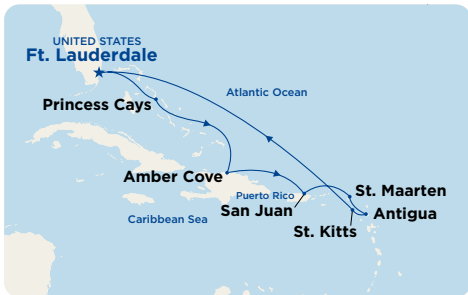 UNITED STATES
Ft. Lauderdale
Atlantic Ocean
Princess Cays
Amber Cove
Puerto Rico
St. Maarten
San Juan
Antigua
Caribbean Sea
St. Kitts